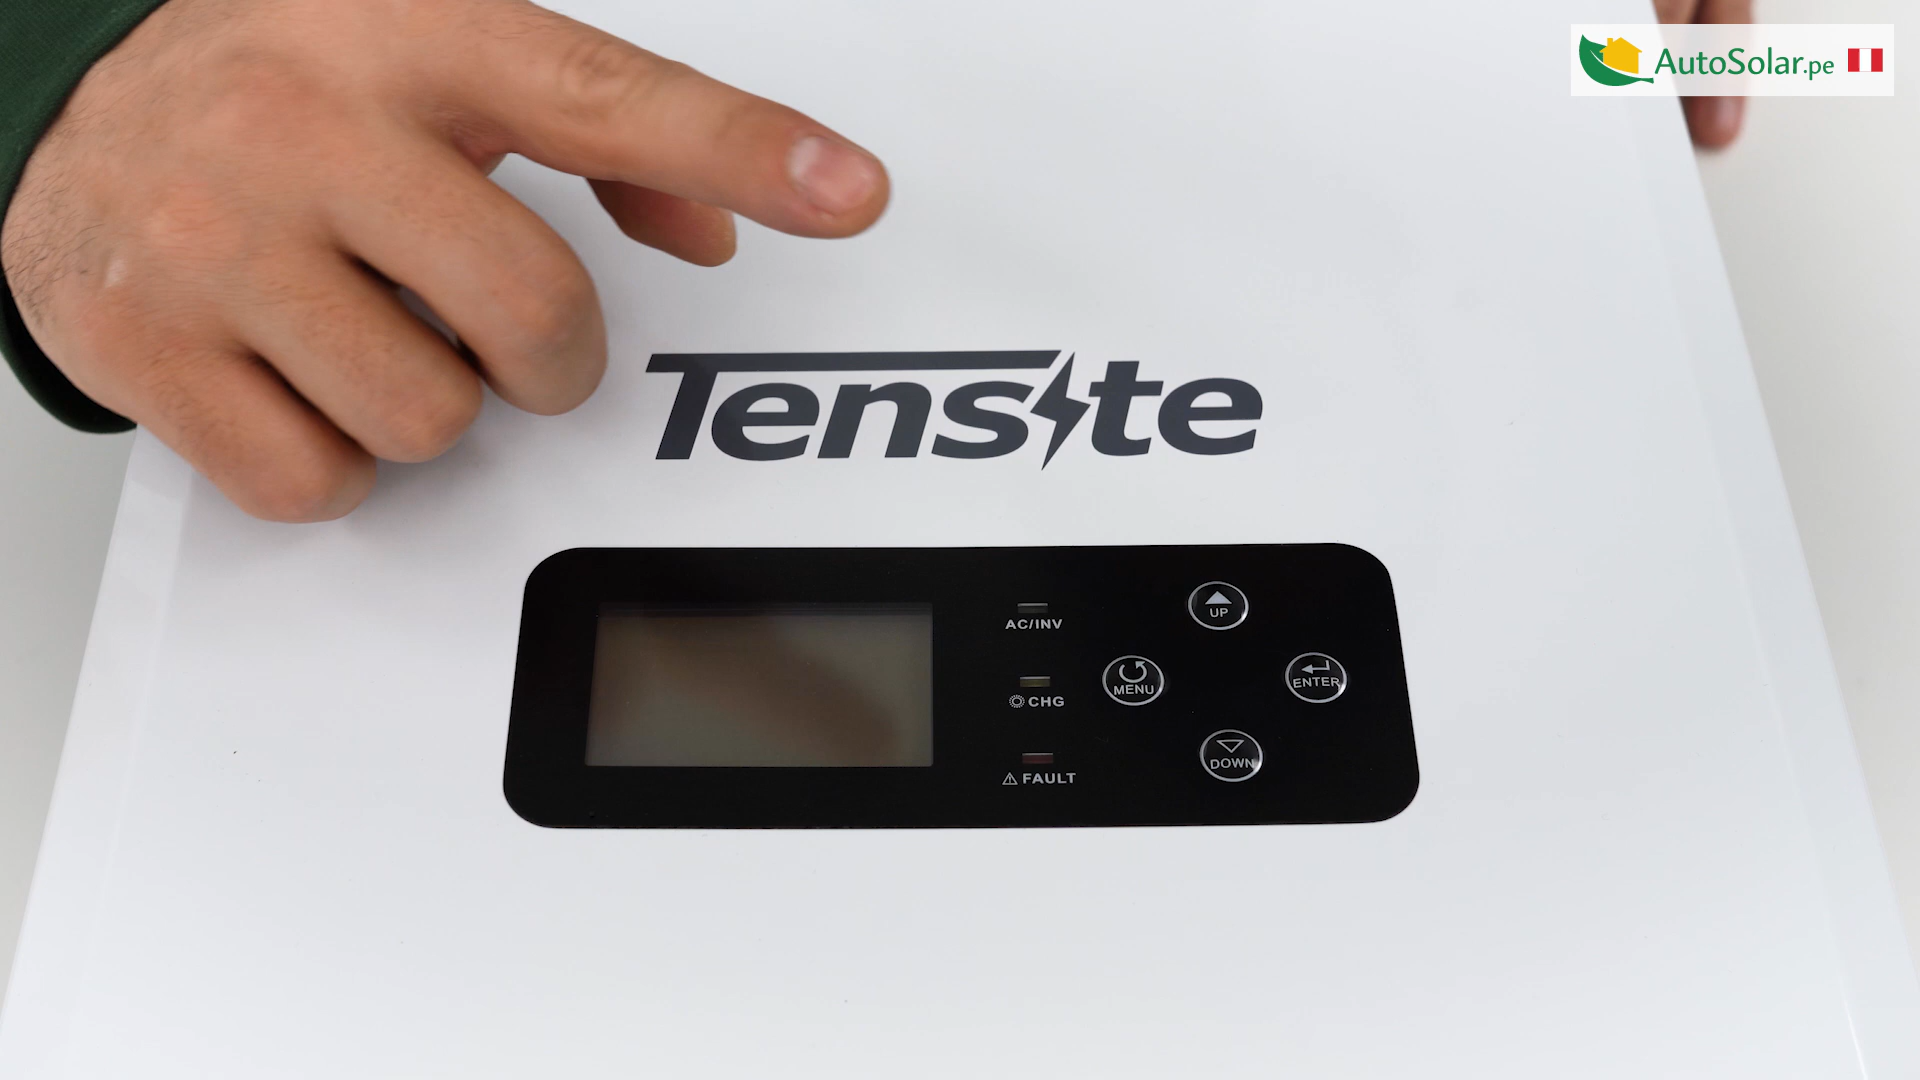 AutoSolar.pe
Tensite
AC/INV
CHG
FAULT
UP
MENU
ENTER
DOWN